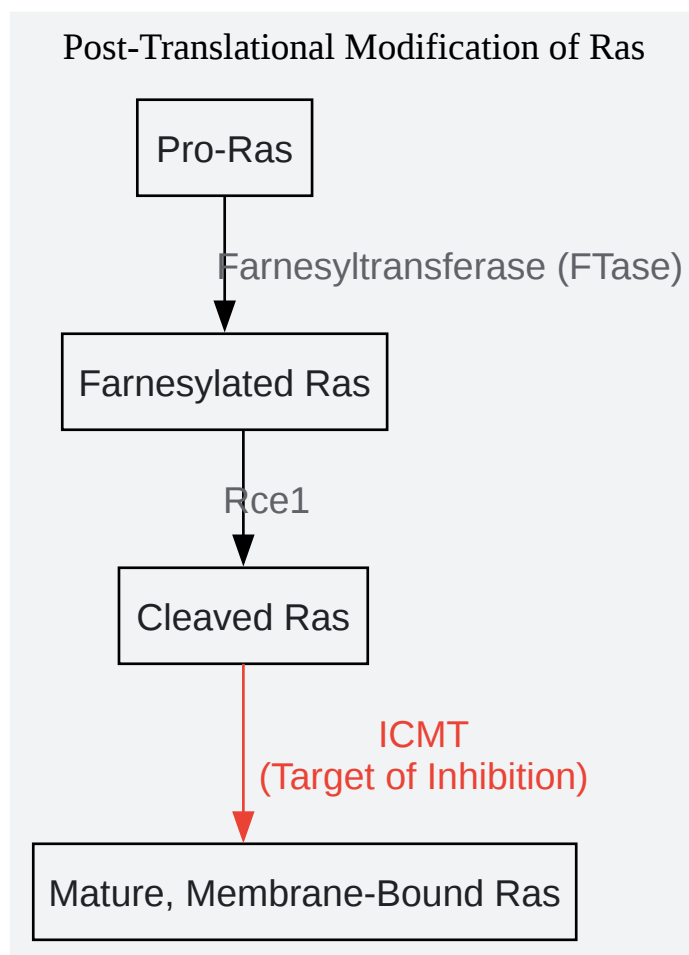 Post-Translational Modification of Ras
Pro-Ras
Farnesyltransferase (FTase)
Farnesylated Ras
Rce1
Cleaved Ras
ICMT
(Target of Inhibition)
Mature, Membrane-Bound Ras